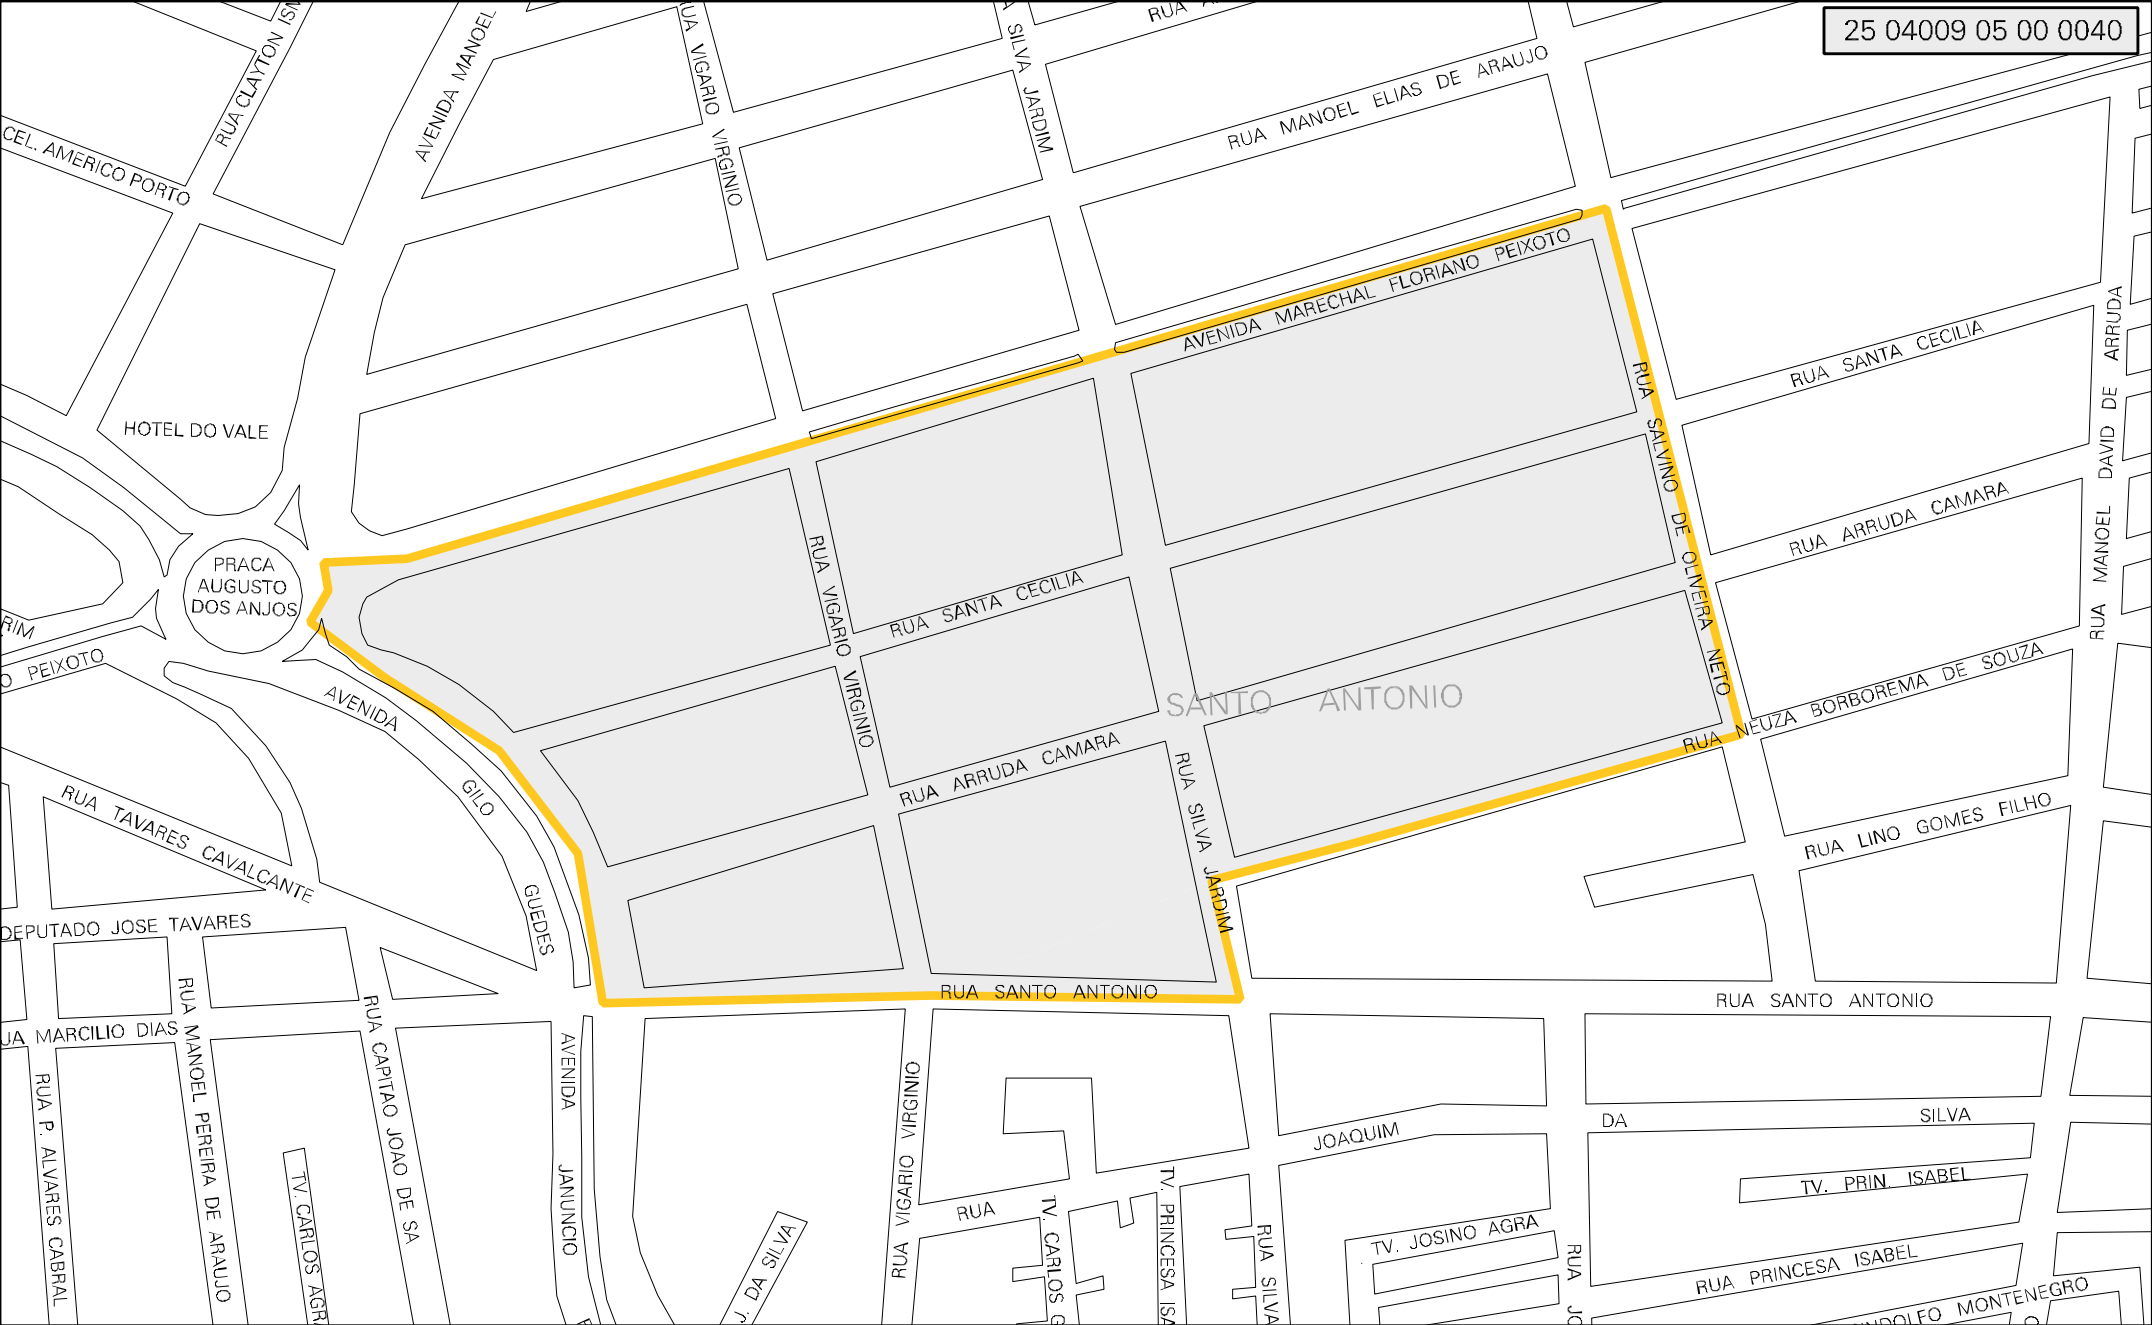 25 04009 05 00 0040
RUA CLAYTON
AVENIDA MANOEL
RUA VIGARIO VIRGINIO
SILVA JARDIM
RUA
RUA MANOEL ELIAS DE ARAUJO
CEL. AMERICO PORTO
AVENIDA MARECHAL FLORIANO PEIXOTO
RUA SANTA CECILIA
RUA MANOEL DAVID DE ARRUDA
HOTEL DO VALE
RUA SALVINO DE OLIVEIRA NETO
RUA ARRUDA CAMARA
PRACA
AUGUSTO
DOS ANJOS
RUA VIGARIO VIRGINIO
RUA SANTA CECILIA
PEIXOTO
AVENIDA GILO GUEDES
SANTO ANTONIO
RUA NEUZA BORBOREMA DE SOUZA
RUA ARRUDA CAMARA
RUA SILVA JARDIM
RUA TAVARES CAVALCANTE
RUA LINO GOMES FILHO
DEPUTADO JOSE TAVARES
RUA SANTO ANTONIO
RUA SANTO ANTONIO
MARCILIO DIAS
RUA MANOEL PEREIRA DE ARAUJO
RUA CAPITAO JOAO DE SA
AVENIDA JANUNCIO
RUA P. ALVARES CABRAL
TV. CARLOS
RUA VIGARIO VIRGINIO
RUA JOAQUIM DA SILVA
TV. PRIN. ISABEL
TV. CARLOS
TV. PRINCESA
RUA SILVA
TV. JOSINO AGRA
RUA
RUA PRINCESA ISABEL
J. DA SILVA
MONTENEGRO